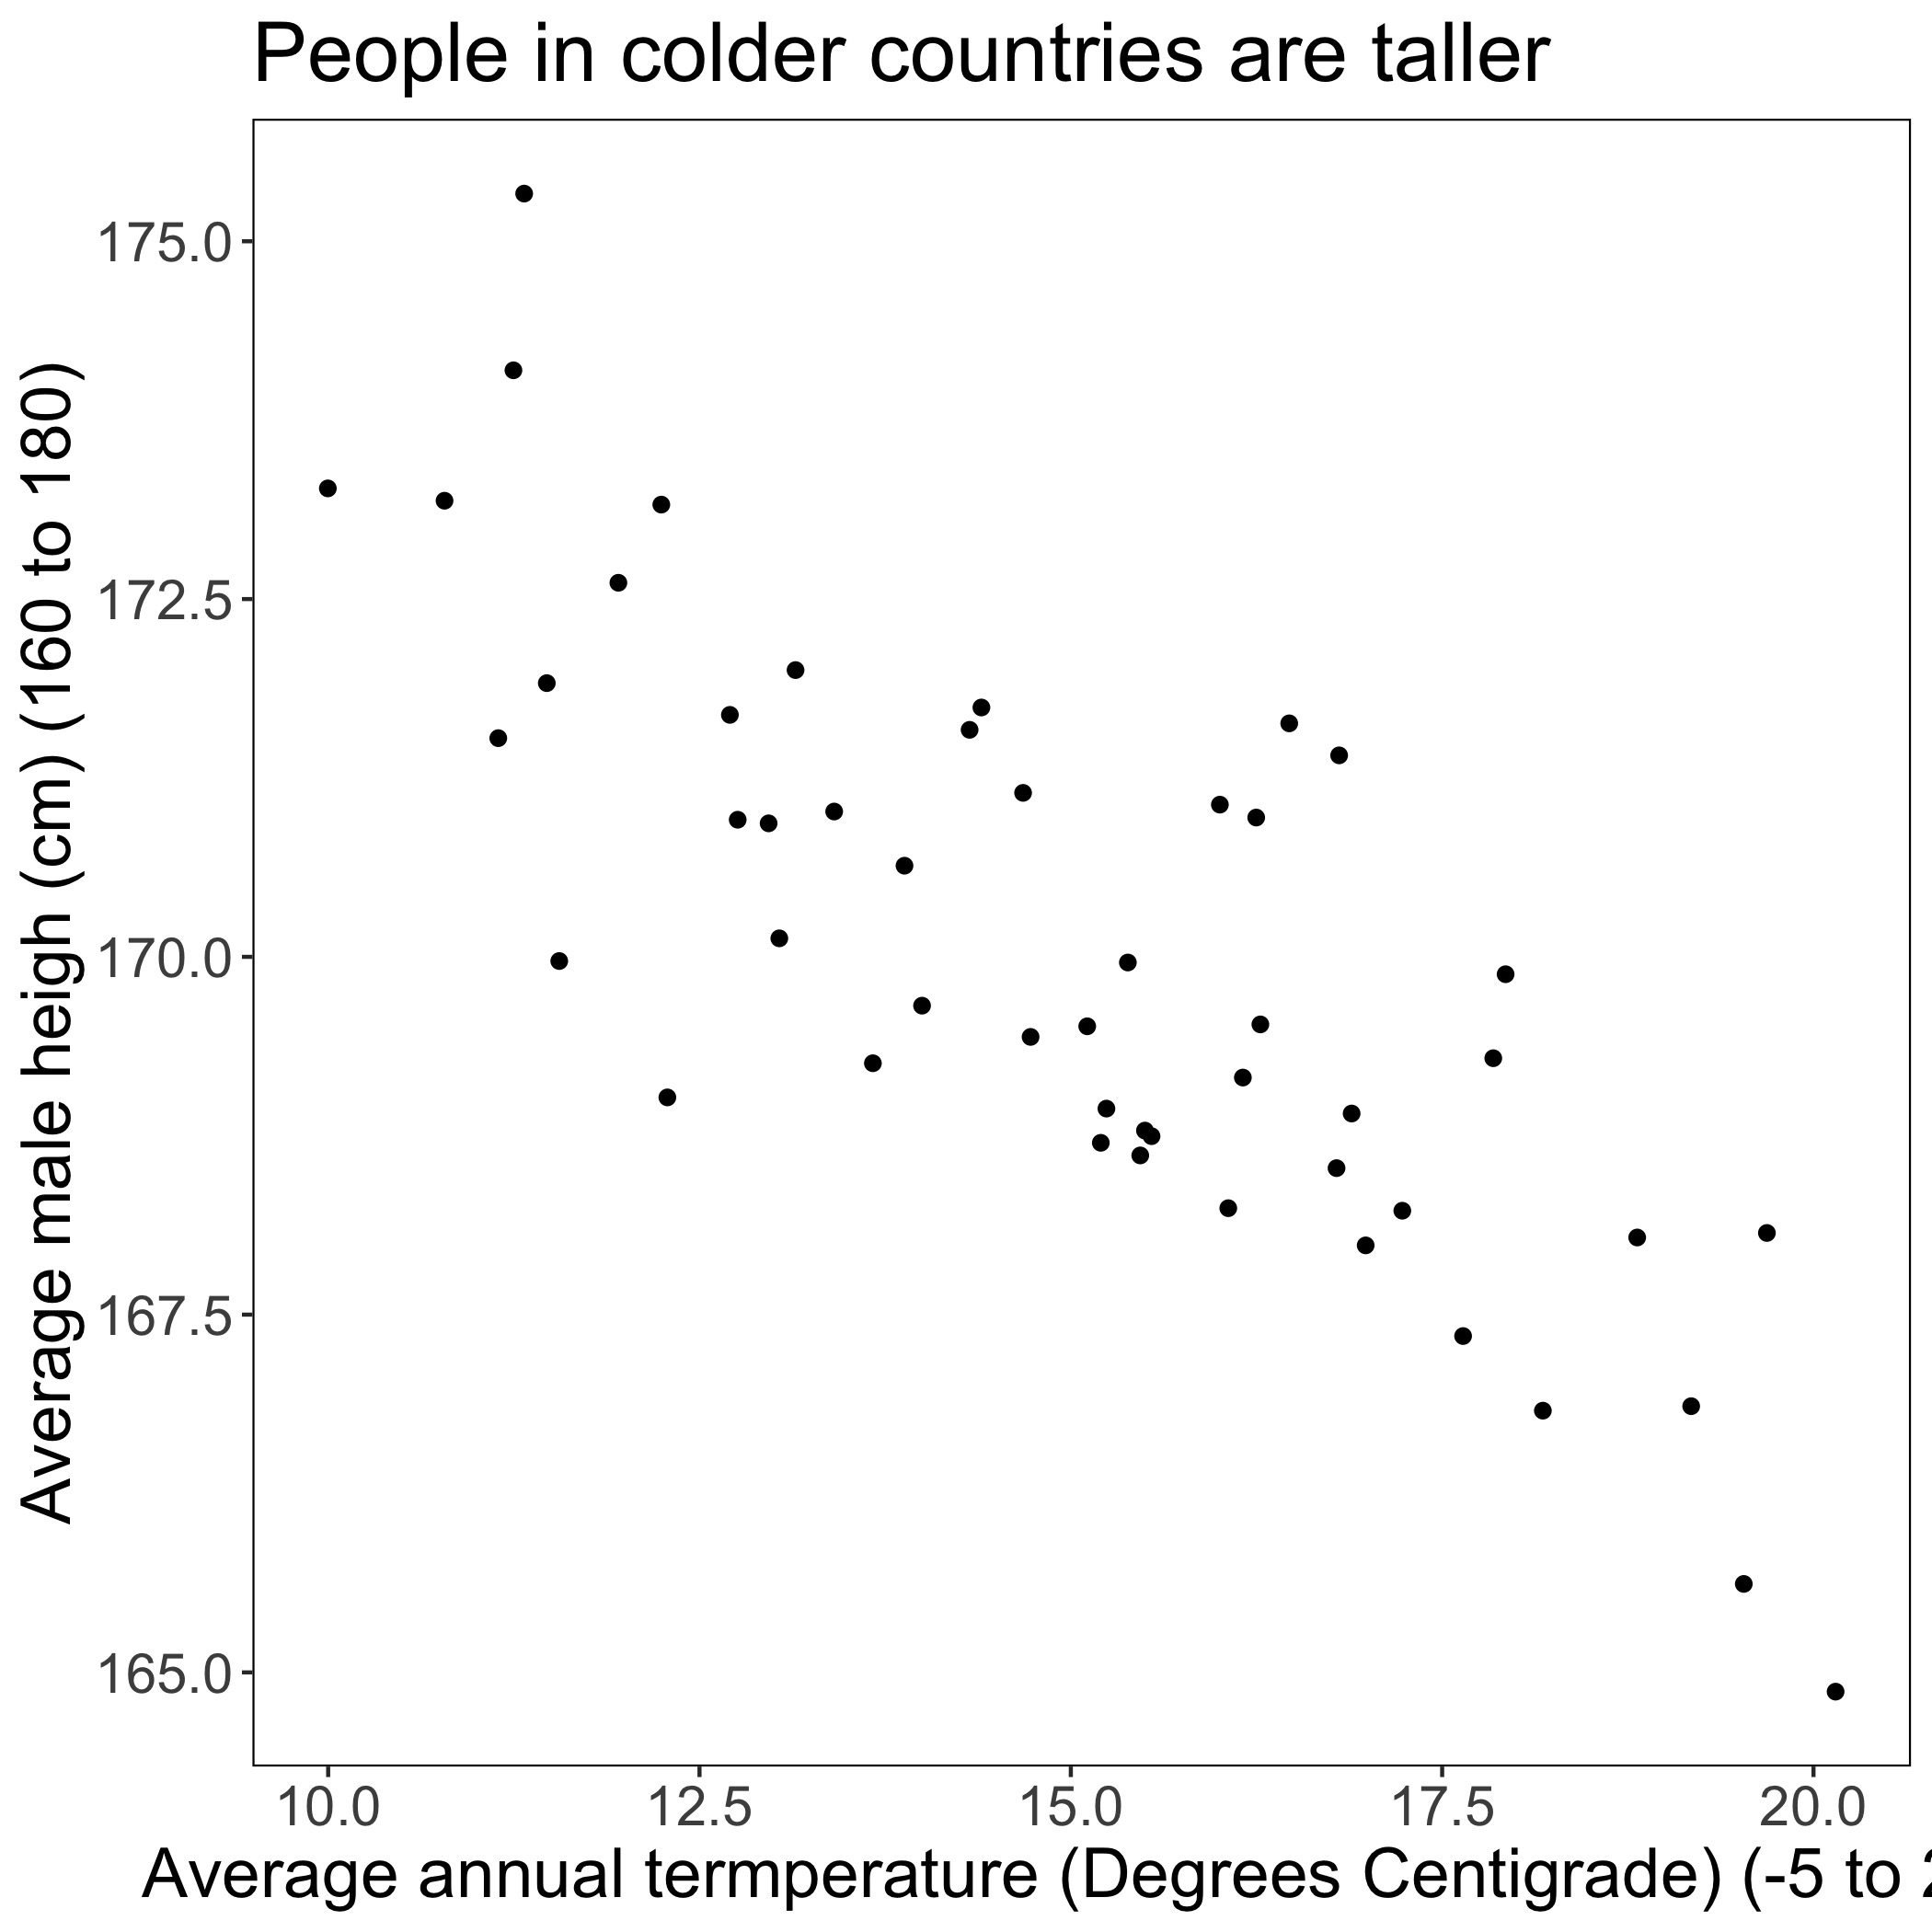 People in colder countries are taller
Average male heigh (cm) (160 to 180)
175.0
172.5
170.0
167.5
165.0
10.0 12.5 15.0 17.5 20.0
Average annual termperature (Degrees Centigrade) (-5 to